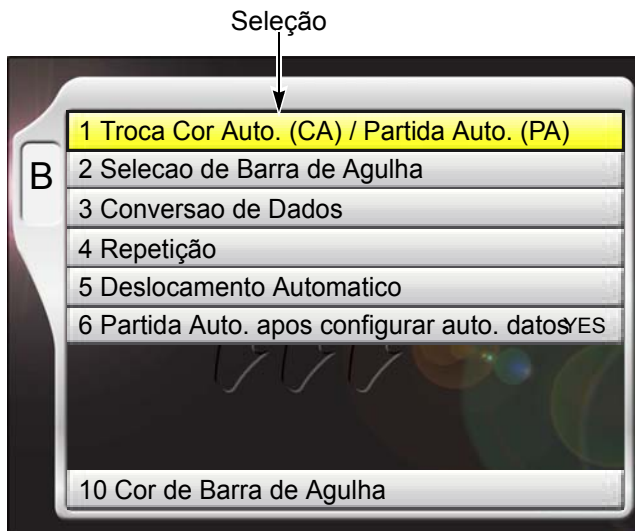 Seleção
B
1 Troca Cor Auto. (CA) / Partida Auto. (PA)
2 Selecao de Barra de Agulha
3 Conversao de Dados
4 Repetição
5 Deslocamento Automatico
6 Partida Auto. apos configurar auto. datos YES
10 Cor de Barra de Agulha